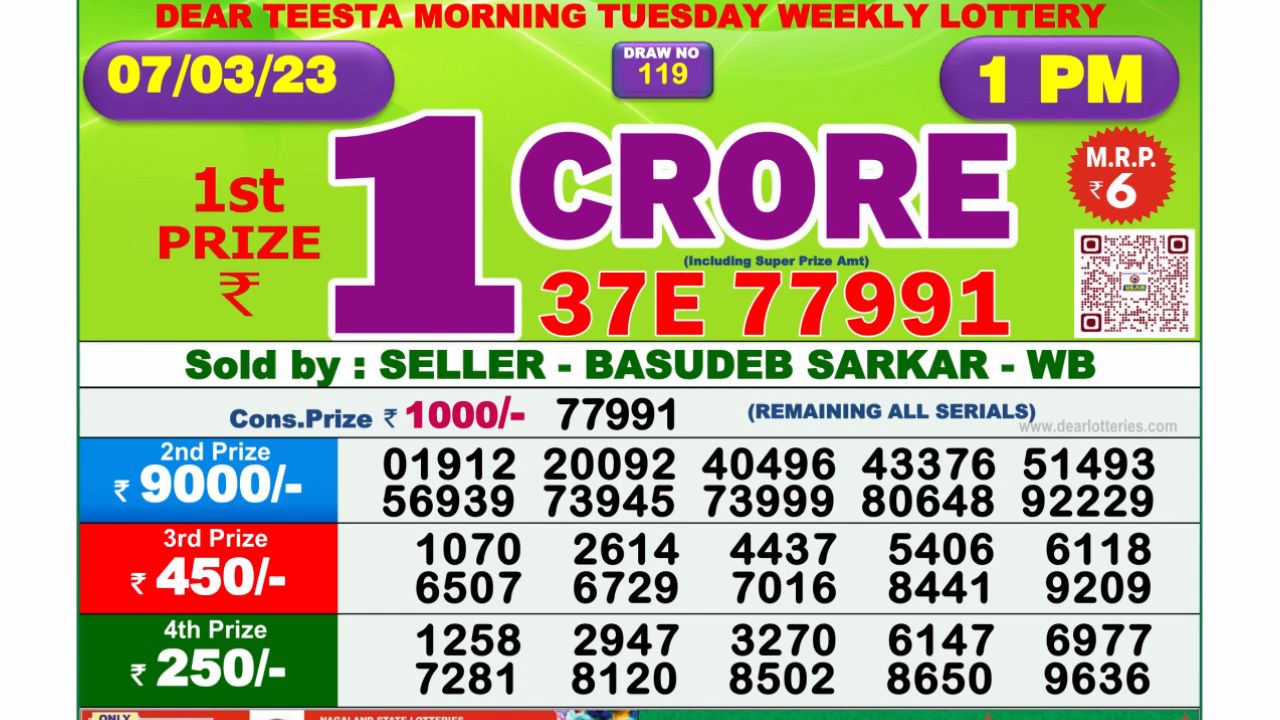 DEAR TEESTA MORNING TUESDAY WEEKLY LOTTERY
07/03/23
DRAW NO
119
1 PM
1st
PRIZE
₹
1 CRORE
M.R.P.
₹6
(Including Super Prize Amt)
37E 77991
Sold by : SELLER - BASUDEB SARKAR - WB
Cons.Prize ₹ 1000/- 77991 (REMAINING ALL SERIALS)
www.dearlotteries.com
2nd Prize
₹ 9000/-
01912 20092 40496 43376 51493
56939 73945 73999 80648 92229
3rd Prize
₹ 450/-
1070 2614 4437 5406 6118
6507 6729 7016 8441 9209
4th Prize
₹ 250/-
1258 2947 3270 6147 6977
7281 8120 8502 8650 9636
ONLY
NAGALAND STATE LOTTERIES